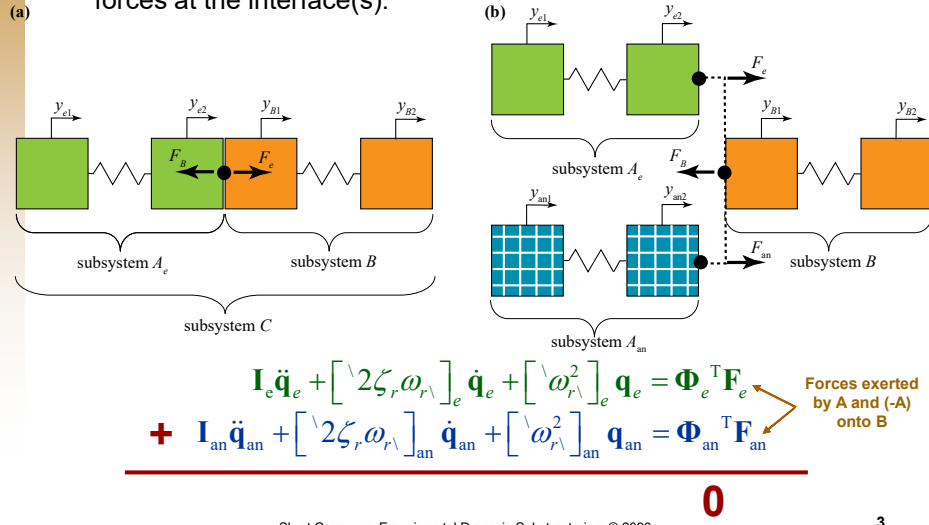 forces at the interface(s).
(a)
y_e1
y_e2
y_B1
y_B2
F_B
F_e
subsystem A_e
subsystem B
subsystem C
(b)
y_e1
y_e2
F_e
subsystem A_e
y_B1
y_B2
F_B
y_an1
y_an2
F_an
subsystem B
subsystem A_an
I_e q̈_e + [\2ζ_r ω_r\]_e q̇_e + [\ω_r^2\]_e q_e = Φ_e^T F_e
+ I_an q̈_an + [\2ζ_r ω_r\]_an q̇_an + [\ω_r^2\]_an q_an = Φ_an^T F_an
Forces exerted
by A and (-A)
onto B
0
3